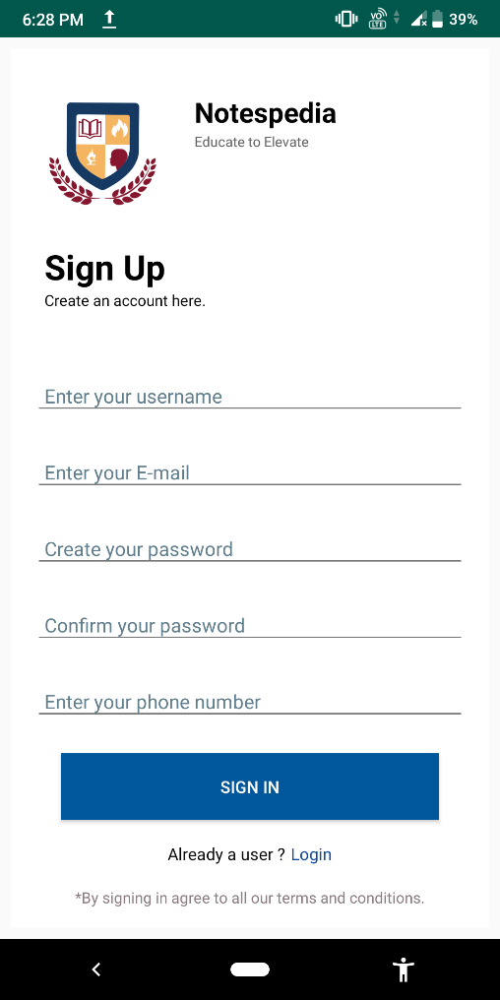 6:28 PM VO LTE 39%
Notespedia
Educate to Elevate
Sign Up
Create an account here.
Enter your username
Enter your E-mail
Create your password
Confirm your password
Enter your phone number
SIGN IN
Already a user ? Login
*By signing in agree to all our terms and conditions.